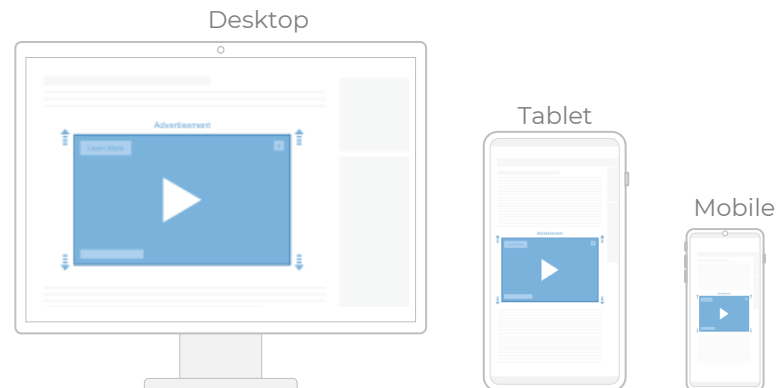 Desktop
Advertisement
Learn More
Tablet
Advertisement
Mobile